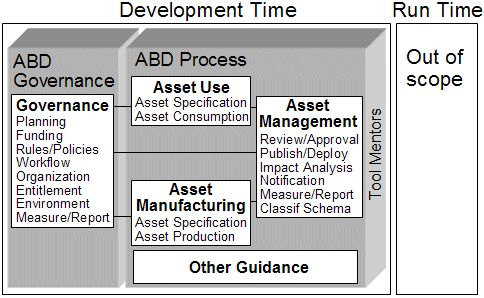 Development Time
Run Time
ABD
Governance
ABD Process
Out of
scope
Governance
Planning
Funding
Rules/Policies
Workflow
Organization
Entitlement
Environment
Measure/Report
Asset Use
Asset Specification
Asset Consumption
Asset
Manufacturing
Asset Specification
Asset Production
Asset
Management
Review/Approval
Publish/Deploy
Impact Analysis
Notification
Measure/Report
Classif Schema
Tool Mentors
Other Guidance